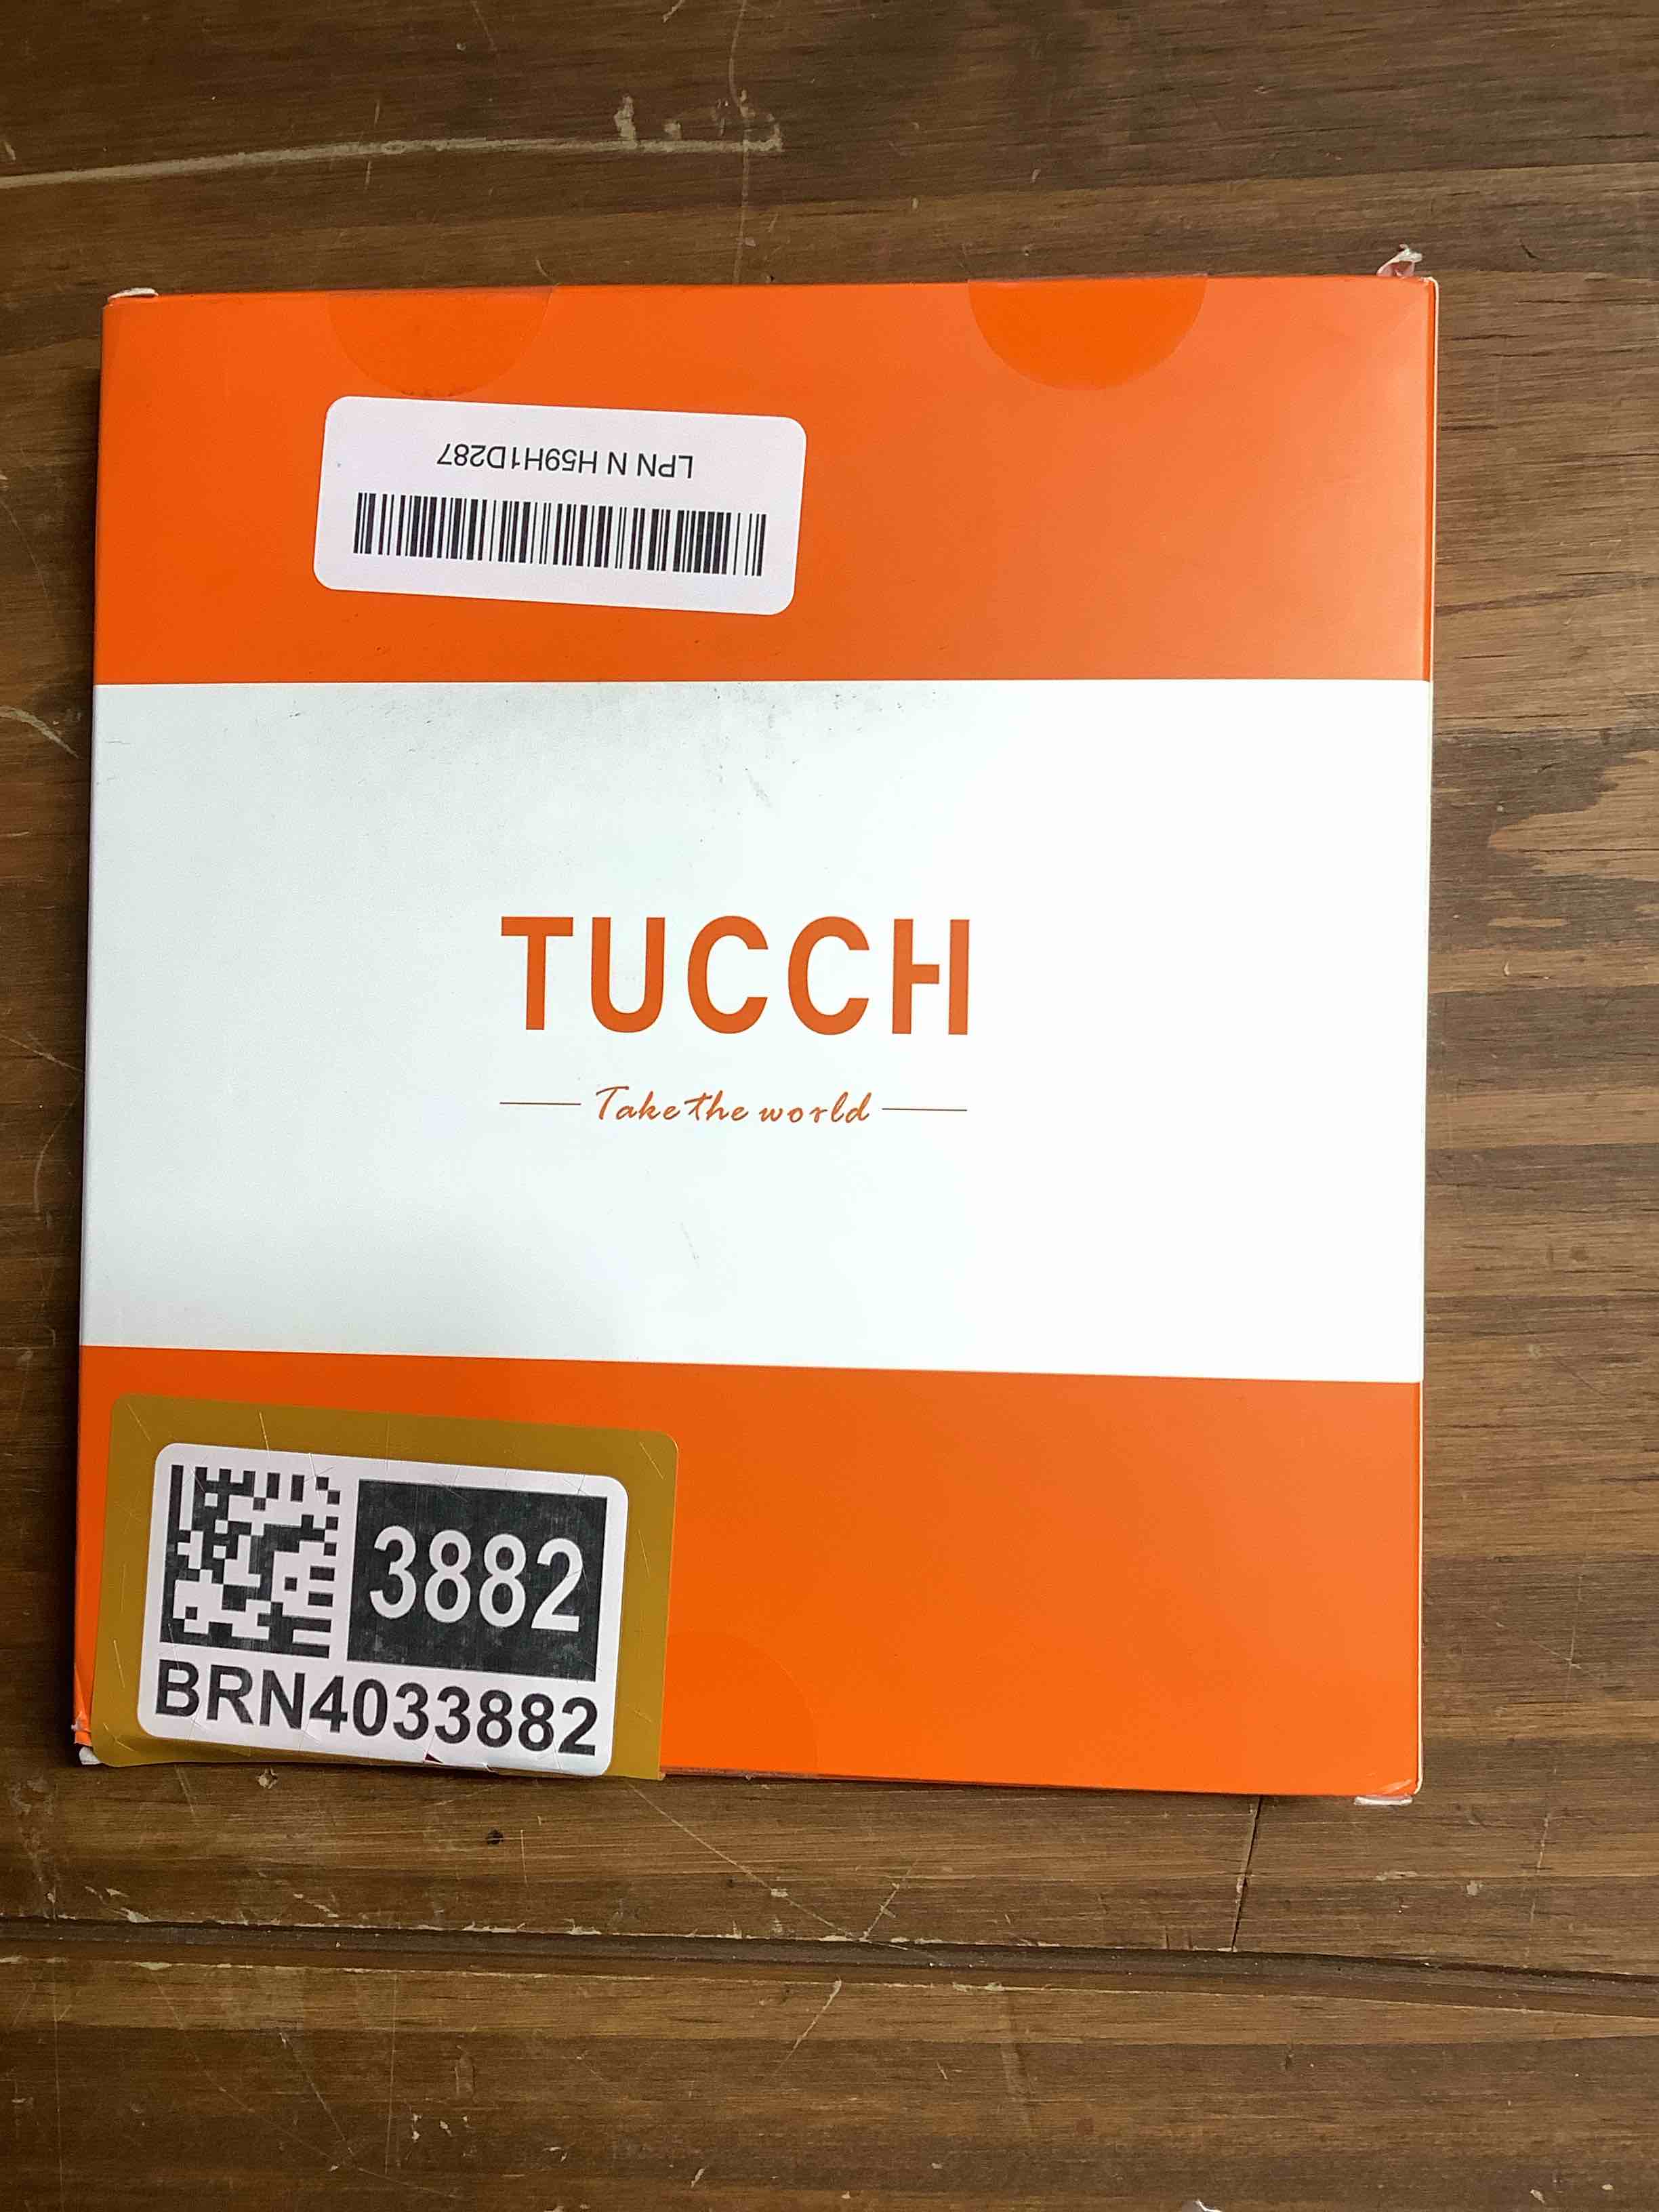 LPN N H59H1D287
TUCCH
Take the world
3882
BRN4033882